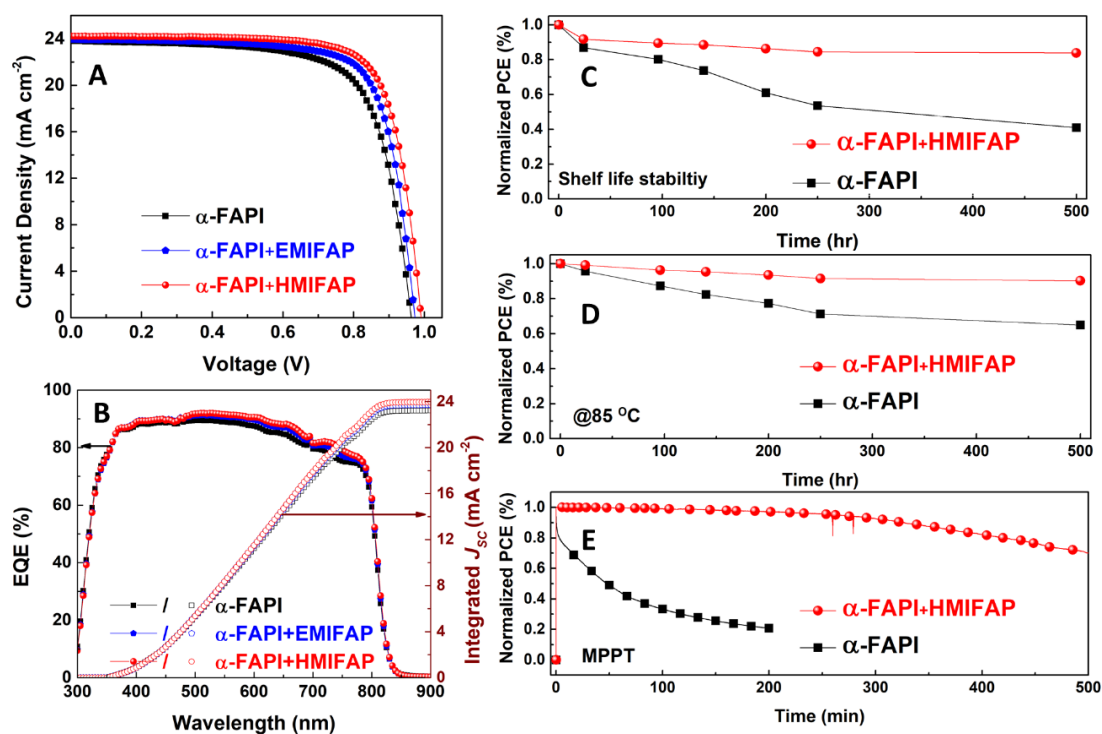 A
Current Density (mA cm⁻²)
24
20
16
12
8
4
0
α-FAPI
α-FAPI+EMIFAP
α-FAPI+HMIFAP
0.0 0.2 0.4 0.6 0.8 1.0
Voltage (V)
B
EQE (%)
100
80
60
40
20
0
/ α-FAPI
/ α-FAPI+EMIFAP
/ α-FAPI+HMIFAP
300 400 500 600 700 800 900
Wavelength (nm)
24
20
16
12
8
4
0
Integrated JSC (mA cm⁻²)
C
Normalized PCE (%)
1.0
0.8
0.6
0.4
0.2
0.0
α-FAPI+HMIFAP
α-FAPI
Shelf life stabiltiy
0 100 200 300 400 500
Time (hr)
D
Normalized PCE (%)
1.0
0.8
0.6
0.4
0.2
0.0
α-FAPI+HMIFAP
α-FAPI
@85 ᴼC
0 100 200 300 400 500
Time (hr)
E
Normalized PCE (%)
1.0
0.8
0.6
0.4
0.2
0.0
α-FAPI+HMIFAP
α-FAPI
MPPT
0 100 200 300 400 500
Time (min)